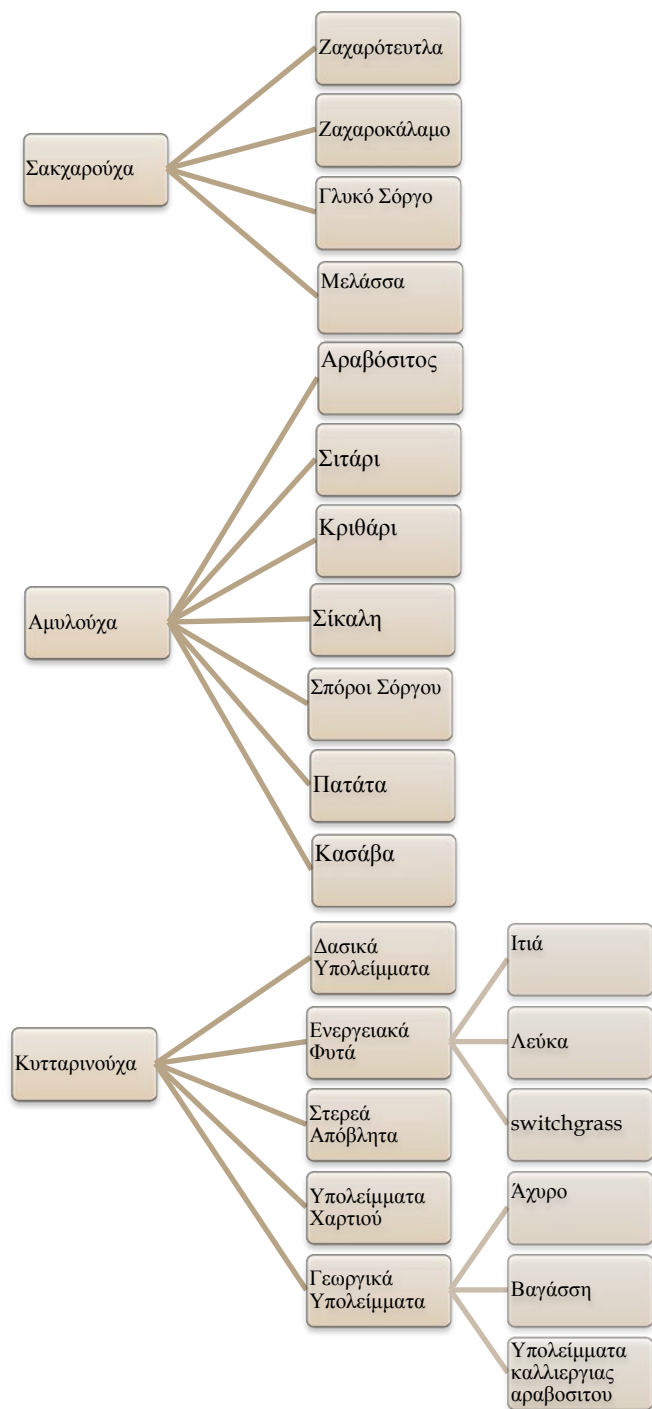 Σακχαρούχα
Ζαχαρότευτλα
Ζαχαροκάλαμο
Γλυκό Σόργο
Μελάσσα
Αμυλούχα
Αραβόσιτος
Σιτάρι
Κριθάρι
Σίκαλη
Σπόροι Σόργου
Πατάτα
Κασάβα
Κυτταρινούχα
Δασικά
Υπολείμματα
Ενεργειακά
Φυτά
Ιτιά
Λεύκα
switchgrass
Στερεά
Απόβλητα
Υπολείμματα
Χαρτιού
Γεωργικά
Υπολείμματα
Άχυρο
Βαγάσση
Υπολείμματα
καλλιεργιας
αραβοσιτου